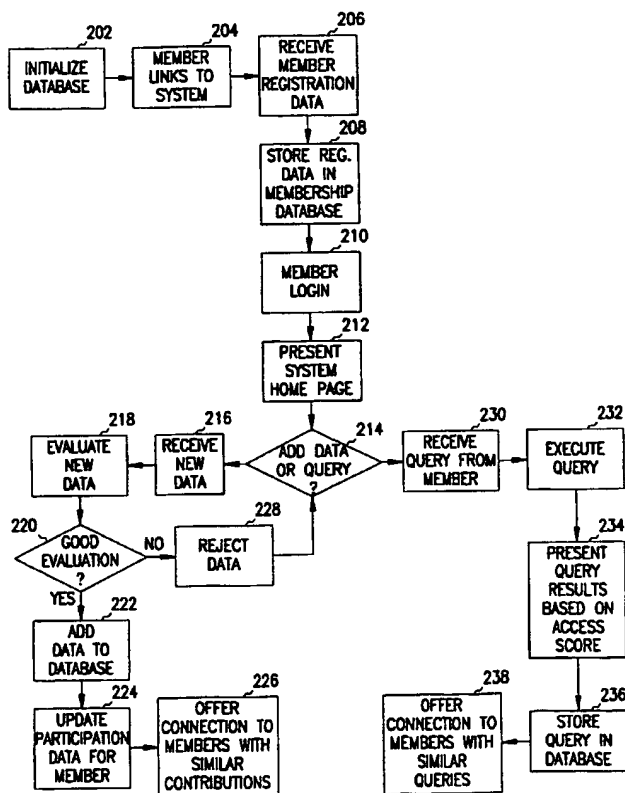 202
INITIALIZE
DATABASE
204
MEMBER
LINKS TO
SYSTEM
206
RECEIVE
MEMBER
REGISTRATION
DATA
208
STORE REG.
DATA IN
MEMBERSHIP
DATABASE
210
MEMBER
LOGIN
212
PRESENT
SYSTEM
HOME PAGE
214
ADD DATA
OR QUERY
?
216
RECEIVE
NEW DATA
218
EVALUATE
NEW
DATA
220
GOOD
EVALUATION
?
NO
228
REJECT
DATA
YES
222
ADD
DATA TO
DATABASE
224
UPDATE
PARTICIPATION
DATA FOR
MEMBER
226
OFFER
CONNECTION TO
MEMBERS WITH
SIMILAR
CONTRIBUTIONS
230
RECEIVE
QUERY FROM
MEMBER
232
EXECUTE
QUERY
234
PRESENT
QUERY
RESULTS
BASED ON
ACCESS
SCORE
236
STORE
QUERY IN
DATABASE
238
OFFER
CONNECTION TO
MEMBERS WITH
SIMILAR
QUERIES